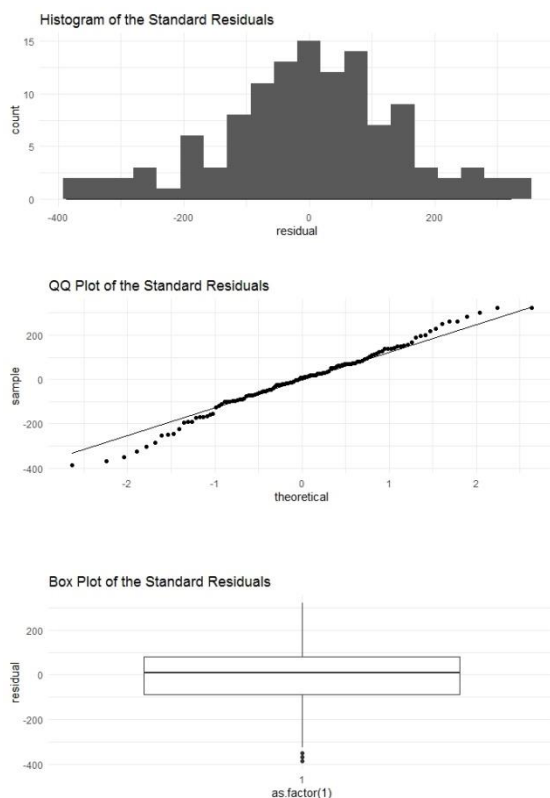 Histogram of the Standard Residuals
15
10
5
0
count
-400 -200 0 200
residual
QQ Plot of the Standard Residuals
200
0
-200
-400
sample
-2 -1 0 1 2
theoretical
Box Plot of the Standard Residuals
200
0
-200
-400
residual
1
as.factor(1)